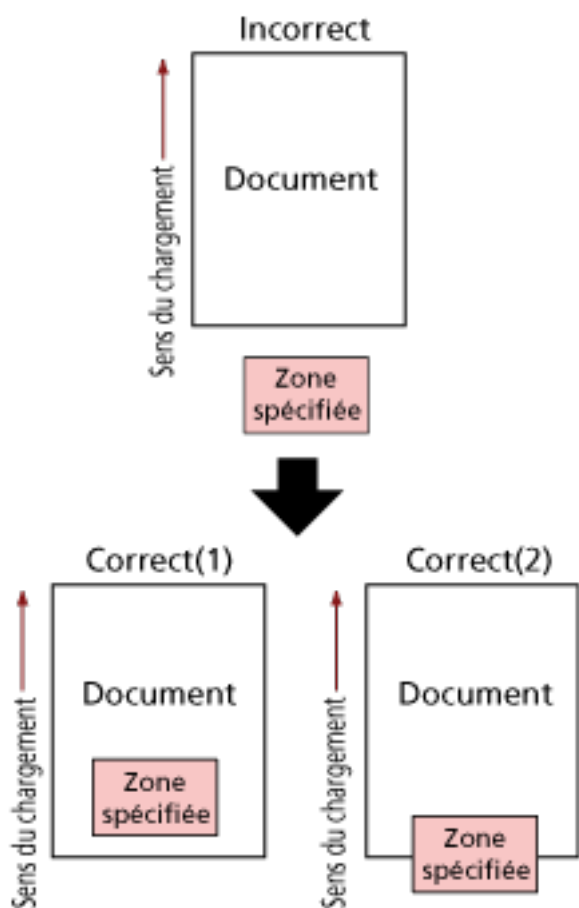 Incorrect
Sens du chargement
Document
Zone
spécifiée
Correct(1)
Sens du chargement
Document
Zone
spécifiée
Correct(2)
Sens du chargement
Document
Zone
spécifiée